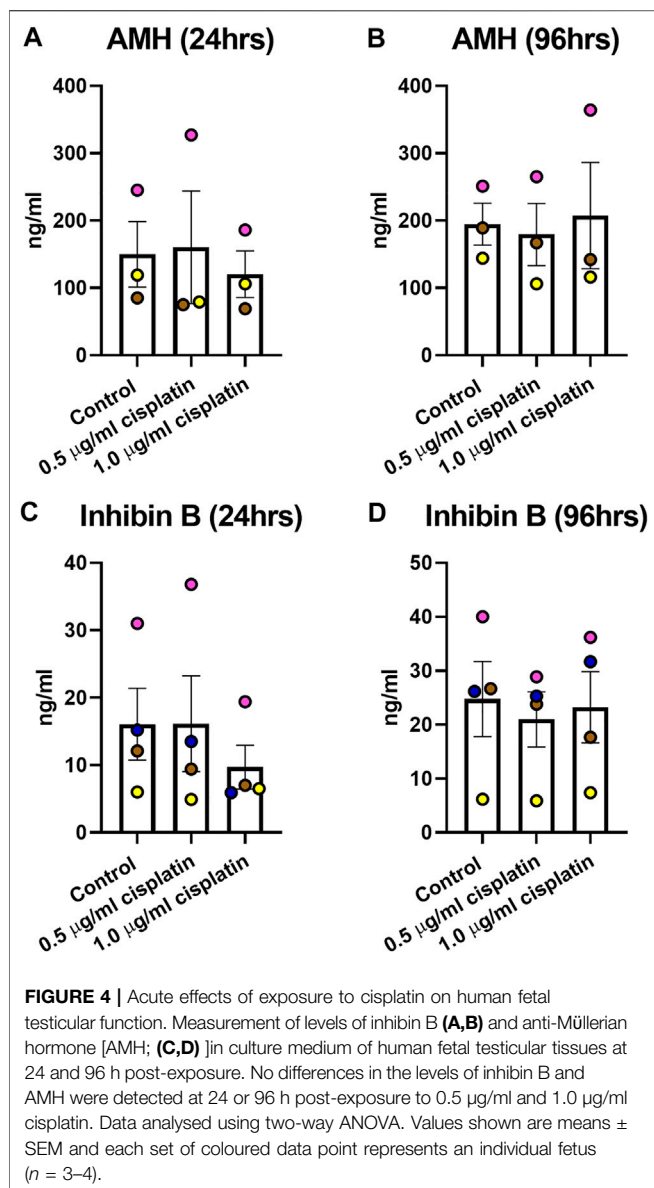 A AMH (24hrs)
400
300
200
100
0
ng/ml
Control
0.5 μg/ml cisplatin
1.0 μg/ml cisplatin
B AMH (96hrs)
400
300
200
100
0
ng/ml
Control
0.5 μg/ml cisplatin
1.0 μg/ml cisplatin
C Inhibin B (24hrs)
40
30
20
10
0
ng/ml
Control
0.5 μg/ml cisplatin
1.0 μg/ml cisplatin
D Inhibin B (96hrs)
50
40
30
20
10
0
ng/ml
Control
0.5 μg/ml cisplatin
1.0 μg/ml cisplatin
FIGURE 4 | Acute effects of exposure to cisplatin on human fetal
testicular function. Measurement of levels of inhibin B (A,B) and anti-Müllerian
hormone [AMH; (C,D) ]in culture medium of human fetal testicular tissues at
24 and 96 h post-exposure. No differences in the levels of inhibin B and
AMH were detected at 24 or 96 h post-exposure to 0.5 μg/ml and 1.0 μg/ml
cisplatin. Data analysed using two-way ANOVA. Values shown are means ±
SEM and each set of coloured data point represents an individual fetus
(n = 3–4).